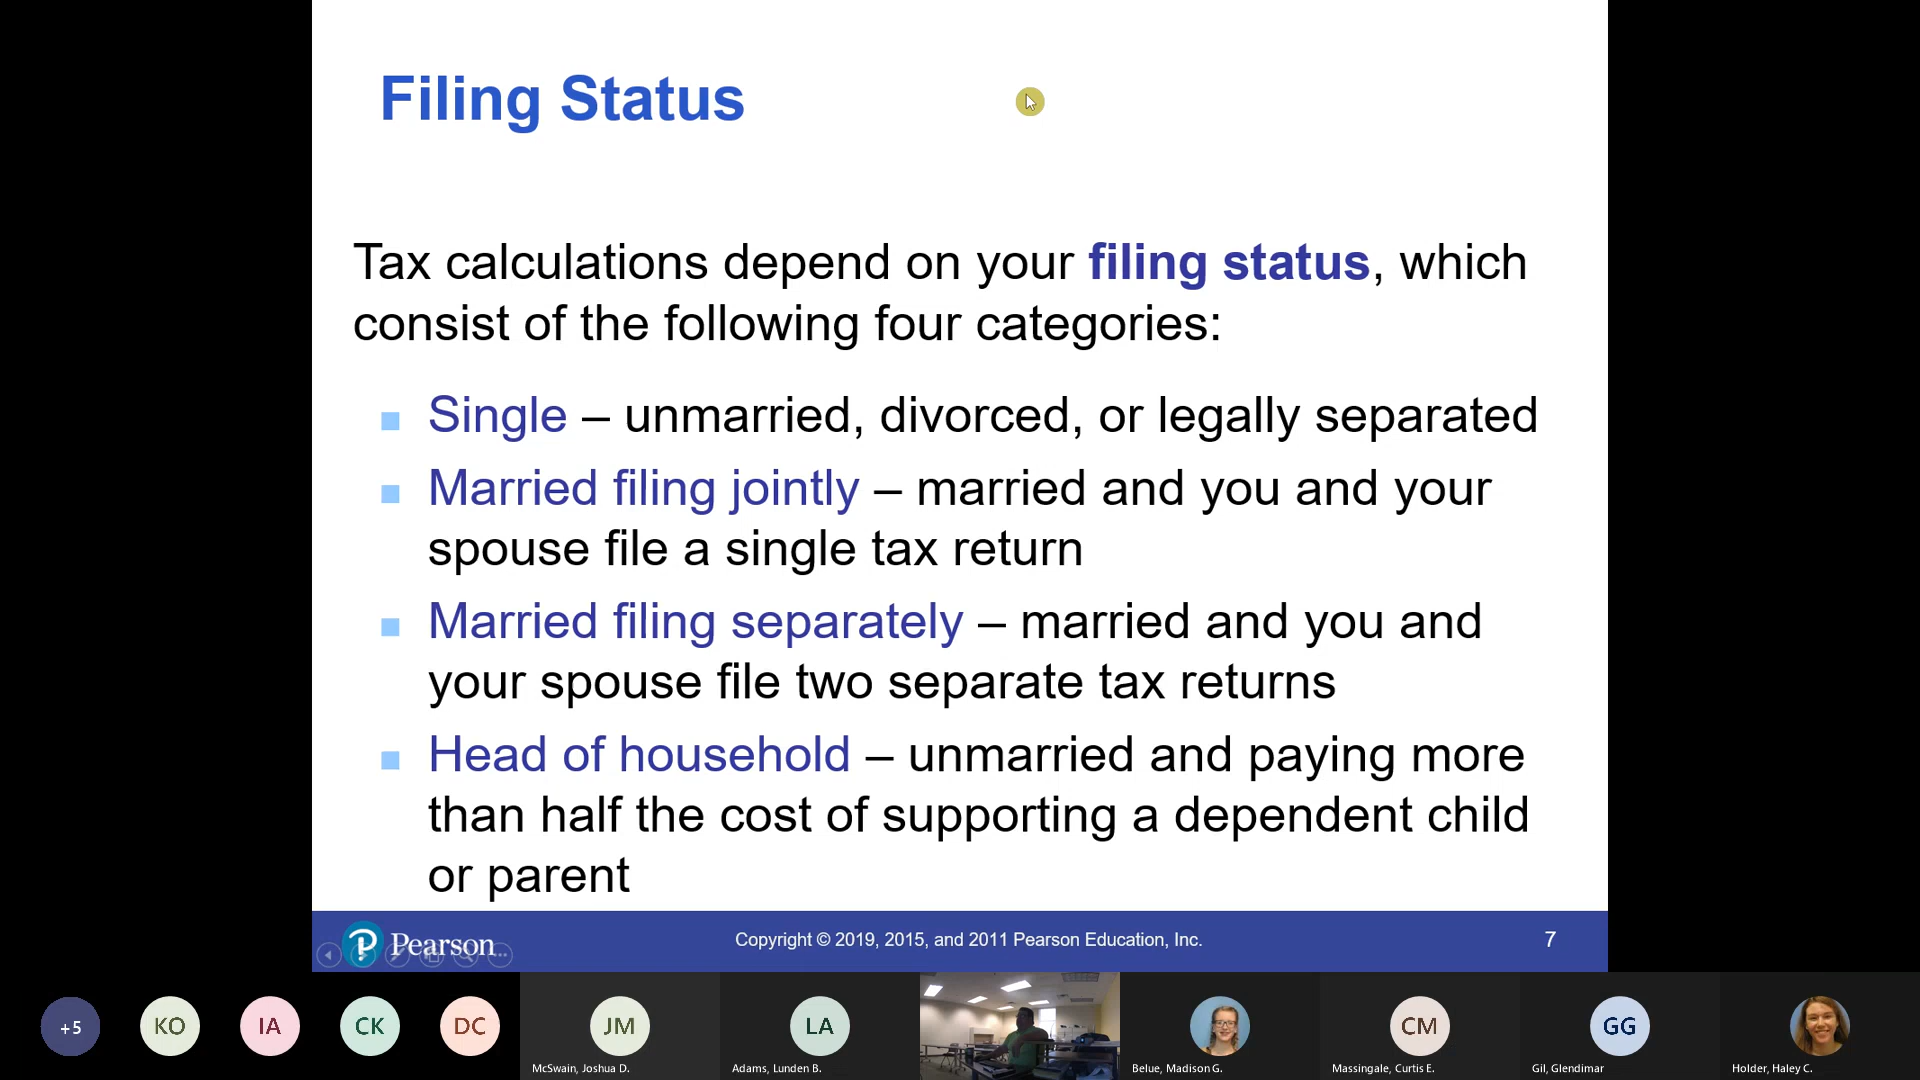 Filing Status
Tax calculations depend on your filing status, which
consist of the following four categories:
Single – unmarried, divorced, or legally separated
Married filing jointly – married and you and your
spouse file a single tax return
Married filing separately – married and you and
your spouse file two separate tax returns
Head of household – unmarried and paying more
than half the cost of supporting a dependent child
or parent
Pearson
Copyright © 2019, 2015, and 2011 Pearson Education, Inc.
7
+5
KO
IA
CK
DC
JM
LA
CM
GG
McSwain, Joshua D.
Adams, Lunden B.
Belue, Madison G.
Massingale, Curtis E.
Gil, Glendimar
Holder, Haley C.